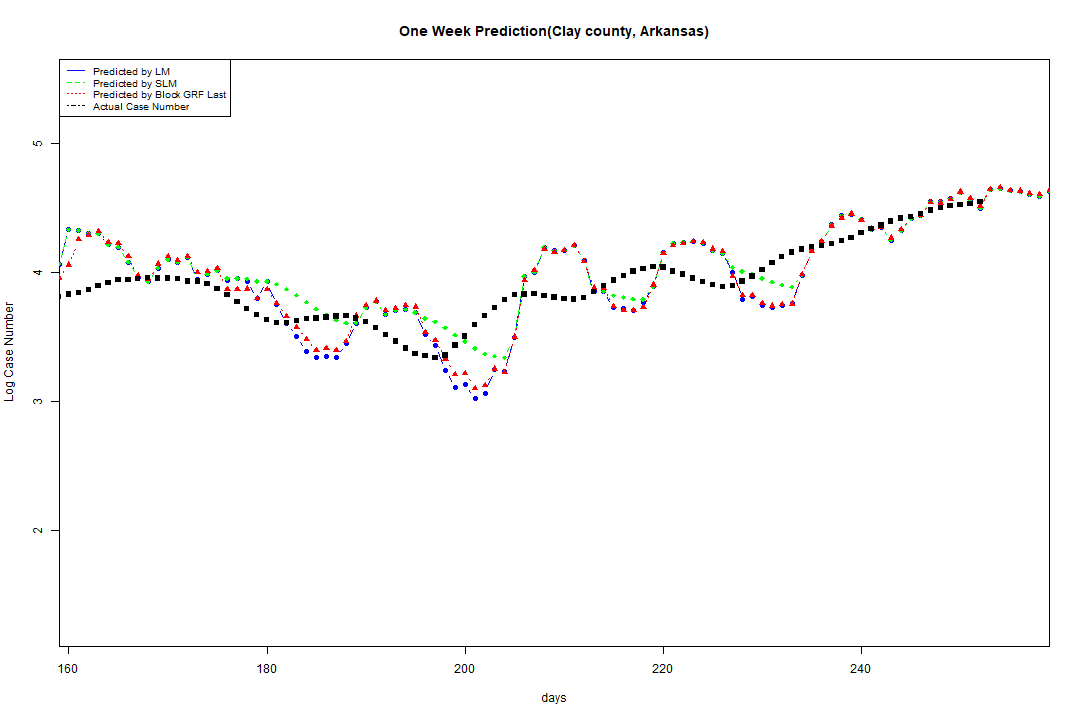 One Week Prediction(Clay county, Arkansas)
Predicted by LM
Predicted by SLM
Predicted by Block GRF Last
Actual Case Number
5
4
3
2
Log Case Number
160 180 200 220 240
days